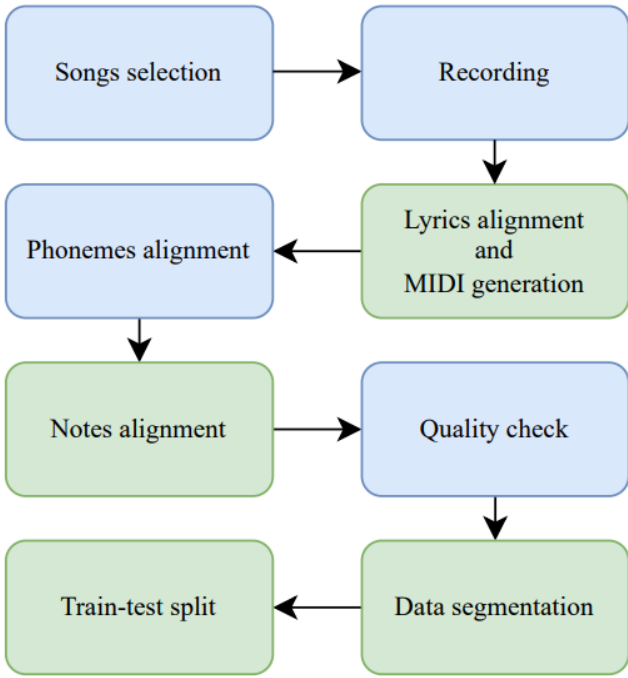 Songs selection
Recording
Lyrics alignment
and
MIDI generation
Phonemes alignment
Notes alignment
Quality check
Data segmentation
Train-test split